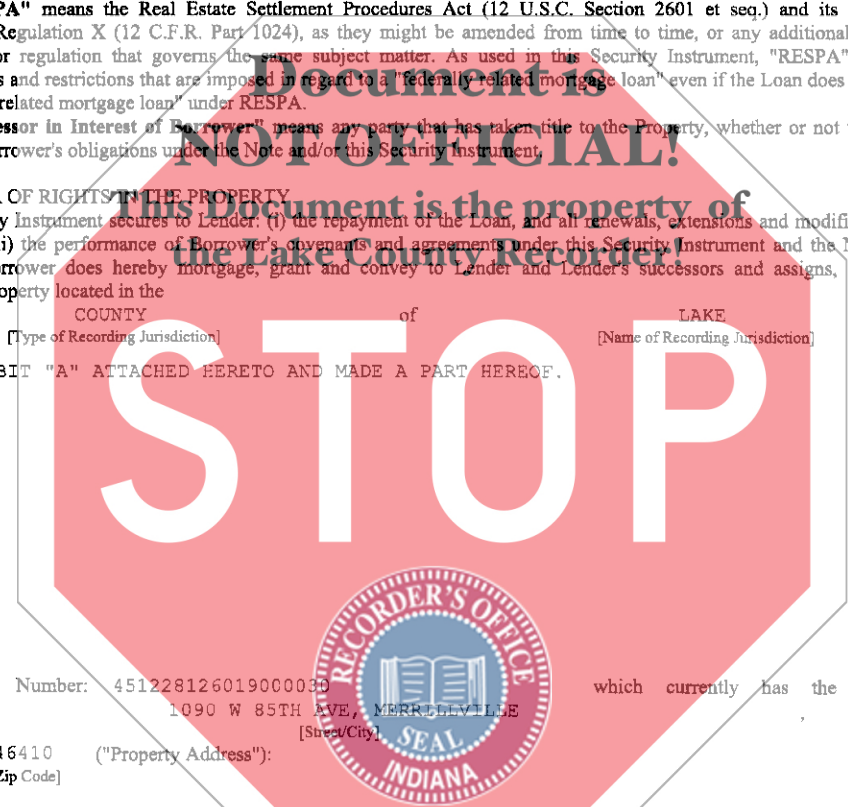 PA" means the Real Estate Settlement Procedures Act (12 U.S.C. Section 2601 et seq.) and its
Regulation X (12 C.F.R. Part 1024), as they might be amended from time to time, or any additional
or regulation that governs the same subject matter. As used in this Security Instrument, "RESPA"
s and restrictions that are imposed in regard to a "federally related mortgage loan" even if the Loan does
related mortgage loan" under RESPA.
essor in Interest of Borrower" means any party that has taken title to the Property, whether or not
rrower's obligations under the Note and/or this Security Instrument.
Document is
NOT OFFICIAL!
This Document is the property of
the Lake County Recorder!
OF RIGHTS IN THE PROPERTY
y Instrument secures to Lender: (i) the repayment of the Loan, and all renewals, extensions and modifi
i) the performance of Borrower's covenants and agreements under this Security Instrument and the N
rrower does hereby mortgage, grant and convey to Lender and Lender's successors and assigns,
operty located in the
COUNTY of LAKE
[Type of Recording Jurisdiction] [Name of Recording Jurisdiction]
BIT "A" ATTACHED HERETO AND MADE A PART HEREOF.
STOP
RECORDER'S OFFICE
SEAL
INDIANA
Number: 451228126019000030 which currently has the
1090 W 85TH AVE, MERRILLVILLE ,
[Street/City]
46410 ("Property Address"):
Zip Code]